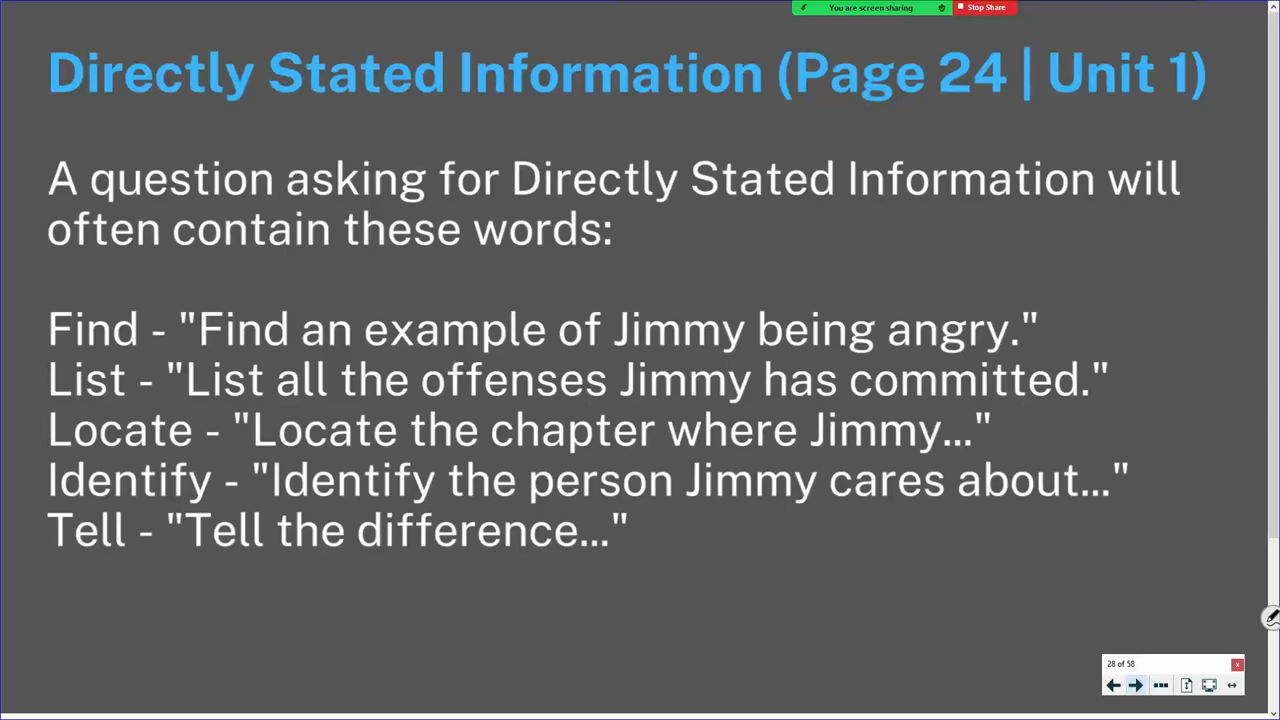 You are screen sharing
Stop Share
Directly Stated Information (Page 24 | Unit 1)
A question asking for Directly Stated Information will
often contain these words:
Find - "Find an example of Jimmy being angry."
List - "List all the offenses Jimmy has committed."
Locate - "Locate the chapter where Jimmy..."
Identify - "Identify the person Jimmy cares about..."
Tell - "Tell the difference..."
28 of 58